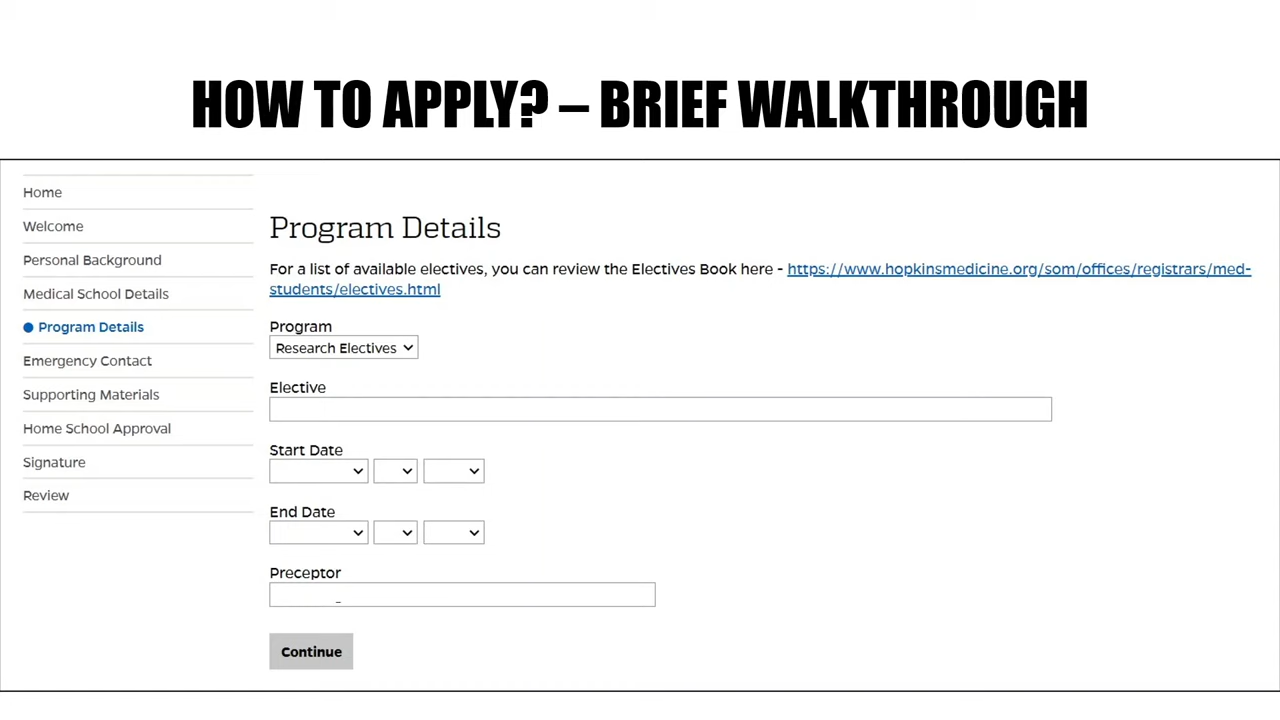 HOW TO APPLY? – BRIEF WALKTHROUGH
Home
Welcome
Personal Background
Medical School Details
Program Details
Emergency Contact
Supporting Materials
Home School Approval
Signature
Review
Program Details
For a list of available electives, you can review the Electives Book here - https://www.hopkinsmedicine.org/som/offices/registrars/med-
students/electives.html
Program
Research Electives
Elective
Start Date
End Date
Preceptor
Continue